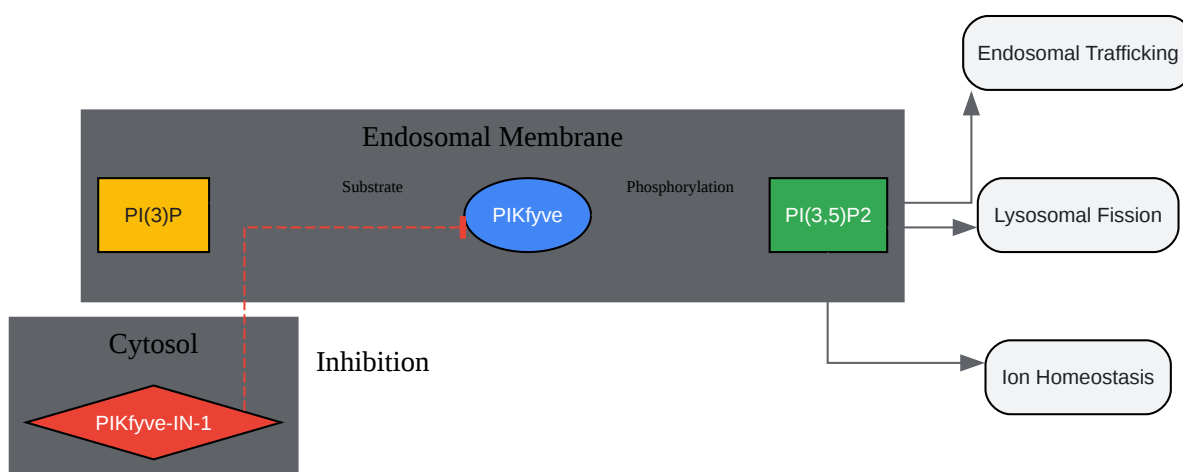 Endosomal Trafficking
Endosomal Membrane
Substrate
Phosphorylation
PI(3)P
PIKfyve
PI(3,5)P2
Lysosomal Fission
Cytosol
Inhibition
Ion Homeostasis
PIKfyve-IN-1